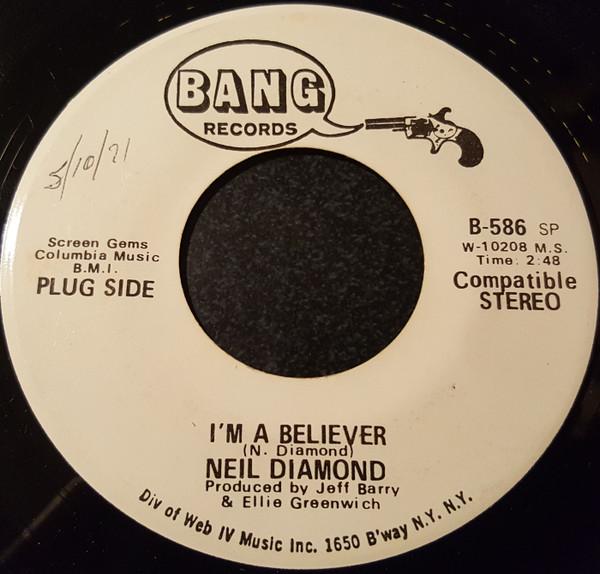 BANG
RECORDS
5/10/71
Screen Gems
Columbia Music
B.M.I.
PLUG SIDE
B-586 SP
W-10208 M.S.
Time: 2:48
Compatible
STEREO
I'M A BELIEVER
(N. Diamond)
NEIL DIAMOND
Produced by Jeff Barry
& Ellie Greenwich
Div of Web IV Music Inc. 1650 B'way N.Y. N.Y.